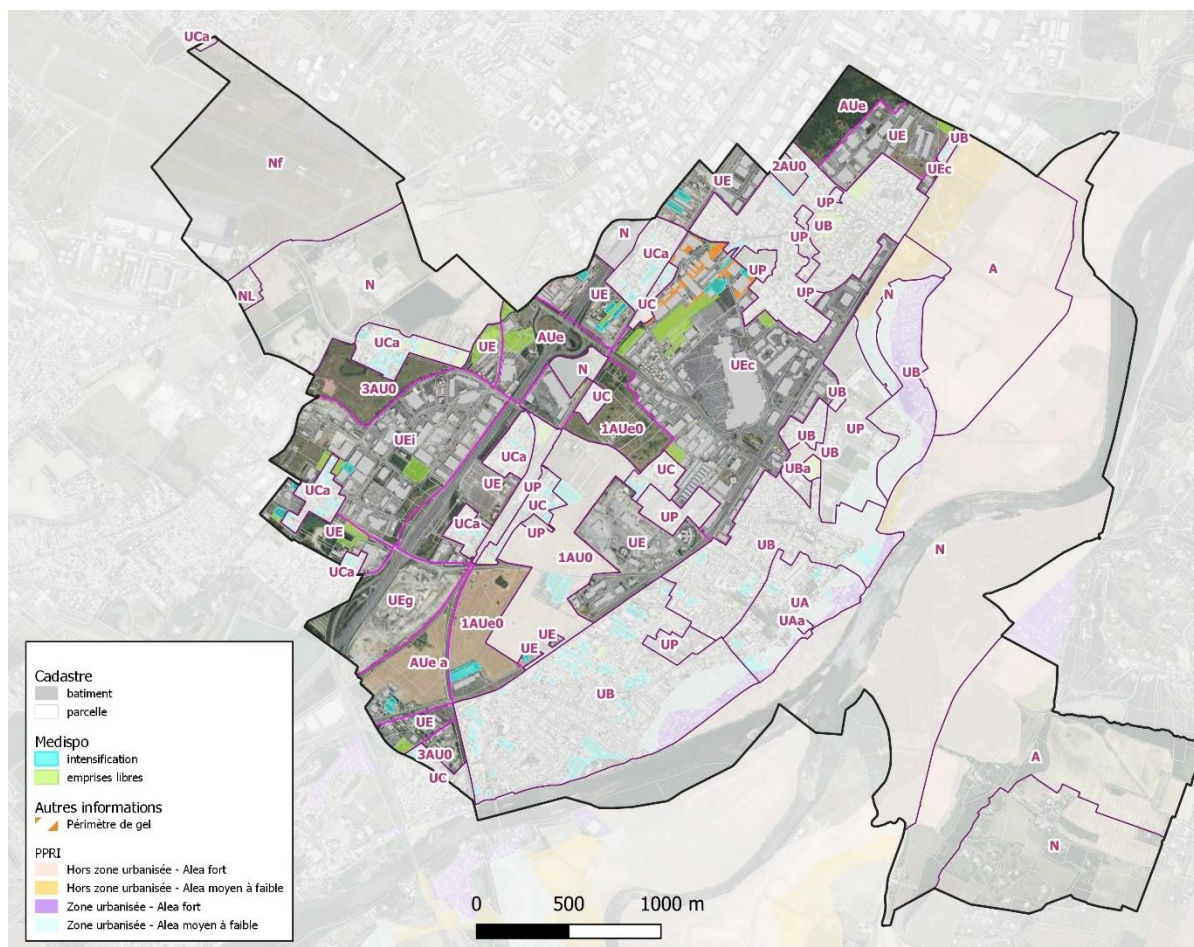 UCa
AUe
UE
UB
UEc
2AU0
Nf
UE
UP
UB
N
UCa
UP
UP
A
NL
N
UE
UC
UP
N
UCa
UE
AUe
UEc
N
UB
3AU0
UC
UB
1AUe0
UP
UEi
UB
UB
UCa
UC
UBa
UE
UP
UCa
UC
UCa
UP
UP
UE
UE
UB
N
1AU0
UCa
UEg
UA
1AUe0
UAa
UE
UE
UP
AUe a
UB
UE
3AU0
UC
A
N
Cadastre
batiment
parcelle
Medispo
intensification
emprises libres
Autres informations
Périmètre de gel
PPRI
Hors zone urbanisée - Alea fort
Hors zone urbanisée - Alea moyen à faible
Zone urbanisée - Alea fort
Zone urbanisée - Alea moyen à faible
0 500 1000 m